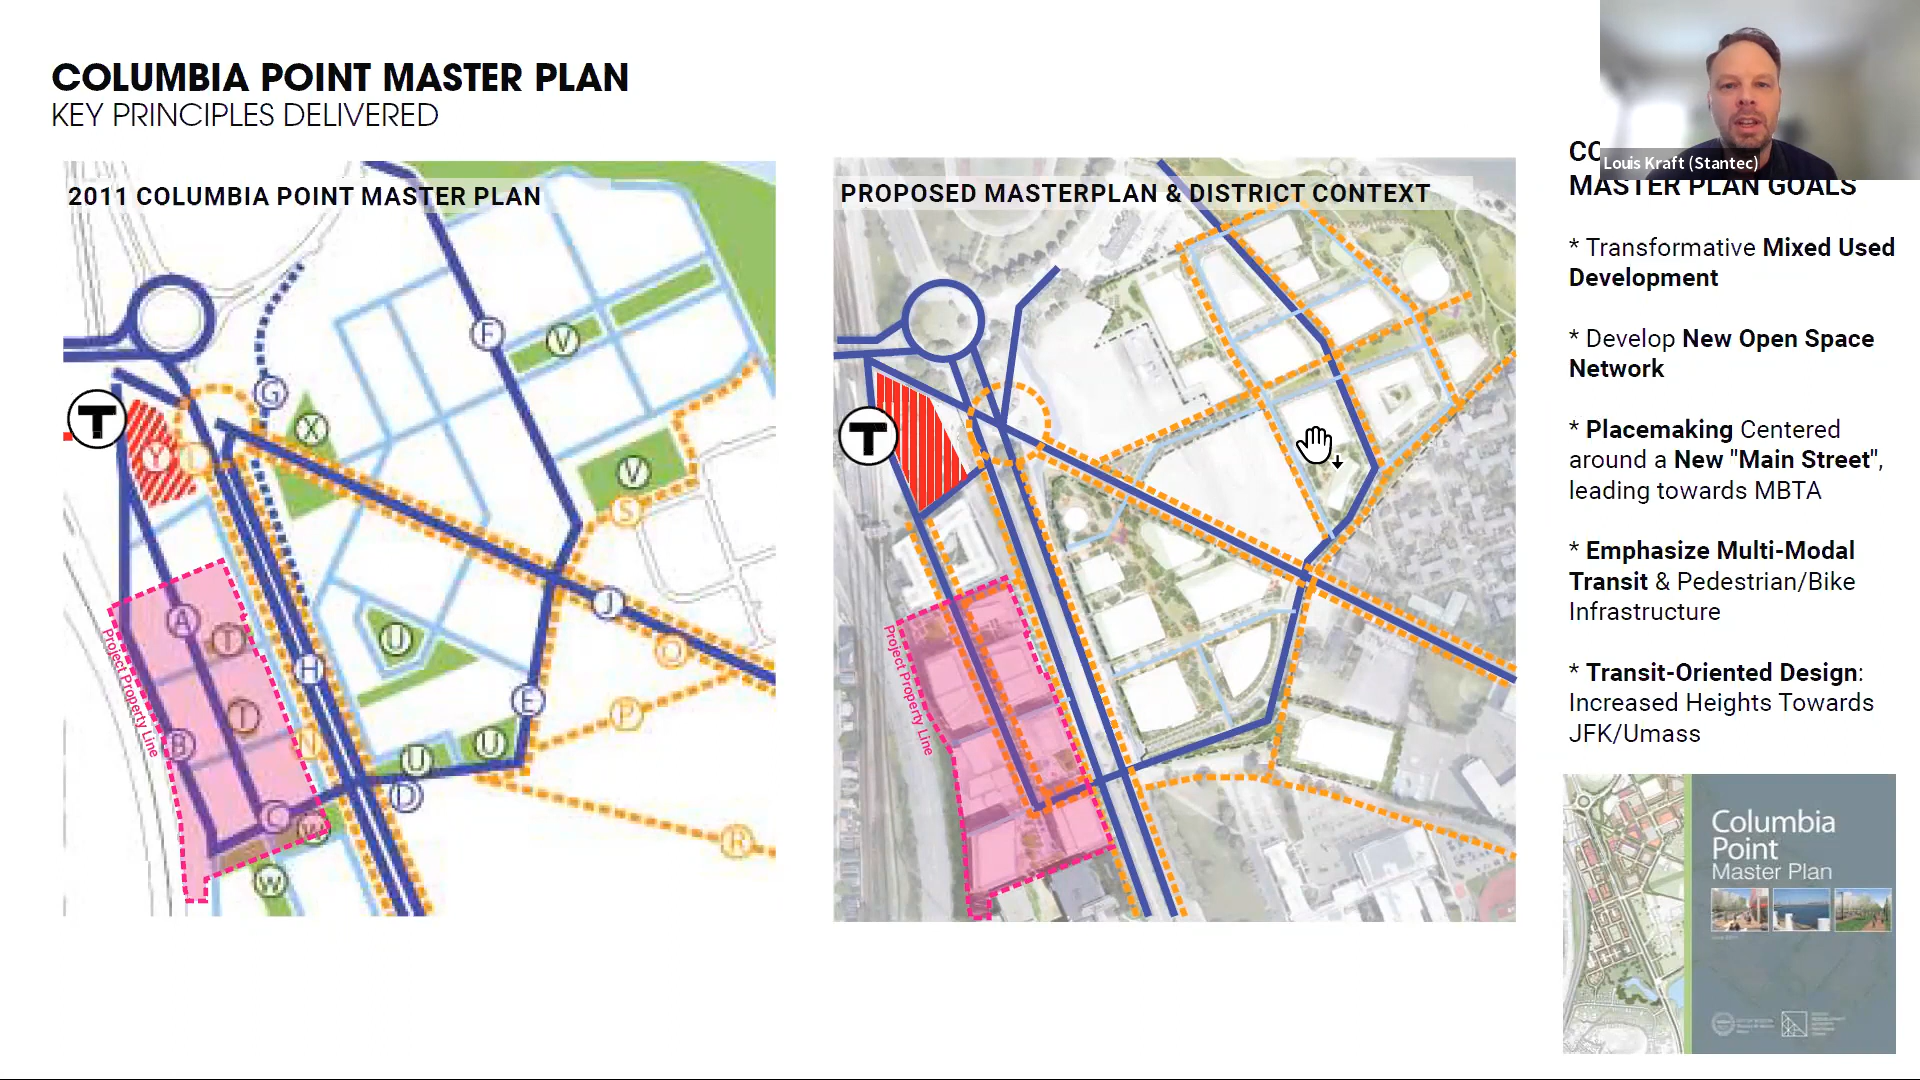 COLUMBIA POINT MASTER PLAN
KEY PRINCIPLES DELIVERED
2011 COLUMBIA POINT MASTER PLAN
F
V
G
T
X
Y
V
S
A
T
U
J
O
H
Project Property Line
T
B
N
E
P
U
U
C
W
D
R
W
PROPOSED MASTERPLAN & DISTRICT CONTEXT
T
Project Property Line
Louis Kraft (Stantec)
MASTER PLAN GOALS
* Transformative Mixed Used
Development
* Develop New Open Space
Network
* Placemaking Centered
around a New "Main Street",
leading towards MBTA
* Emphasize Multi-Modal
Transit & Pedestrian/Bike
Infrastructure
* Transit-Oriented Design:
Increased Heights Towards
JFK/Umass
Columbia
Point
Master Plan